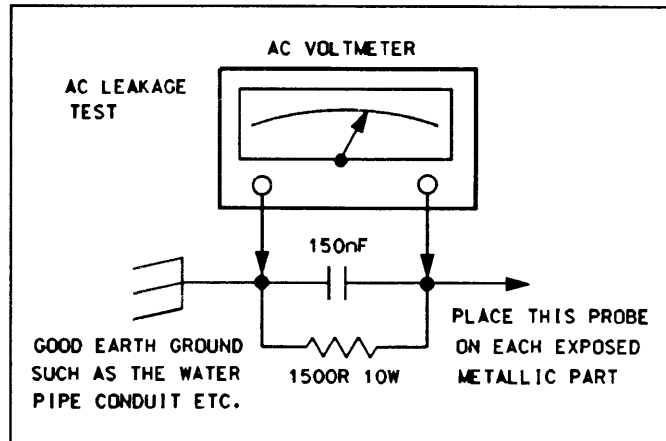 AC VOLTMETER
AC LEAKAGE
TEST
150nF
1500R 10W
GOOD EARTH GROUND
SUCH AS THE WATER
PIPE CONDUIT ETC.
PLACE THIS PROBE
ON EACH EXPOSED
METALLIC PART